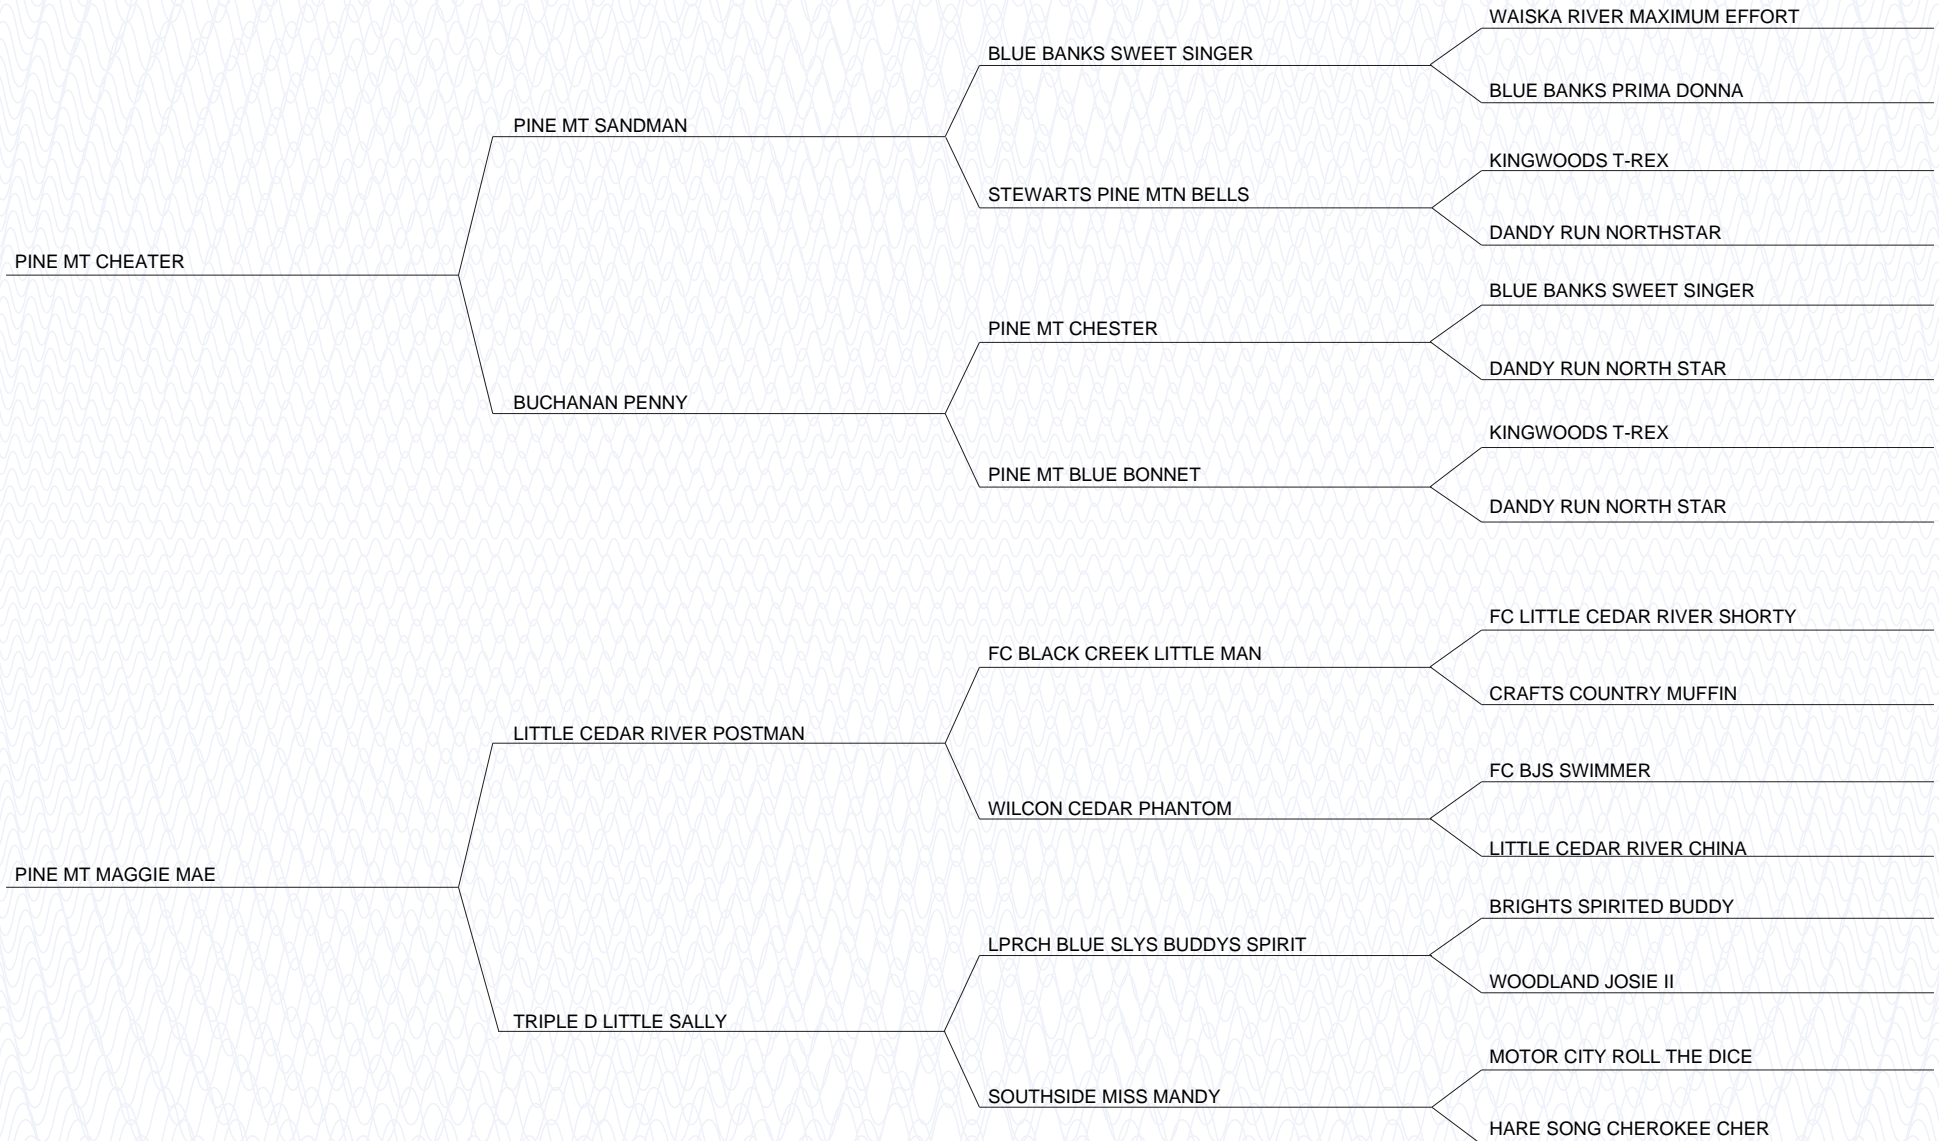 WAISKA RIVER MAXIMUM EFFORT
BLUE BANKS SWEET SINGER
BLUE BANKS PRIMA DONNA
PINE MT SANDMAN
KINGWOODS T-REX
STEWARTS PINE MTN BELLS
DANDY RUN NORTHSTAR
PINE MT CHEATER
BLUE BANKS SWEET SINGER
PINE MT CHESTER
DANDY RUN NORTH STAR
BUCHANAN PENNY
KINGWOODS T-REX
PINE MT BLUE BONNET
DANDY RUN NORTH STAR
FC LITTLE CEDAR RIVER SHORTY
FC BLACK CREEK LITTLE MAN
CRAFTS COUNTRY MUFFIN
LITTLE CEDAR RIVER POSTMAN
FC BJS SWIMMER
WILCON CEDAR PHANTOM
LITTLE CEDAR RIVER CHINA
PINE MT MAGGIE MAE
BRIGHTS SPIRITED BUDDY
LPRCH BLUE SLYS BUDDYS SPIRIT
WOODLAND JOSIE II
TRIPLE D LITTLE SALLY
MOTOR CITY ROLL THE DICE
SOUTHSIDE MISS MANDY
HARE SONG CHEROKEE CHER